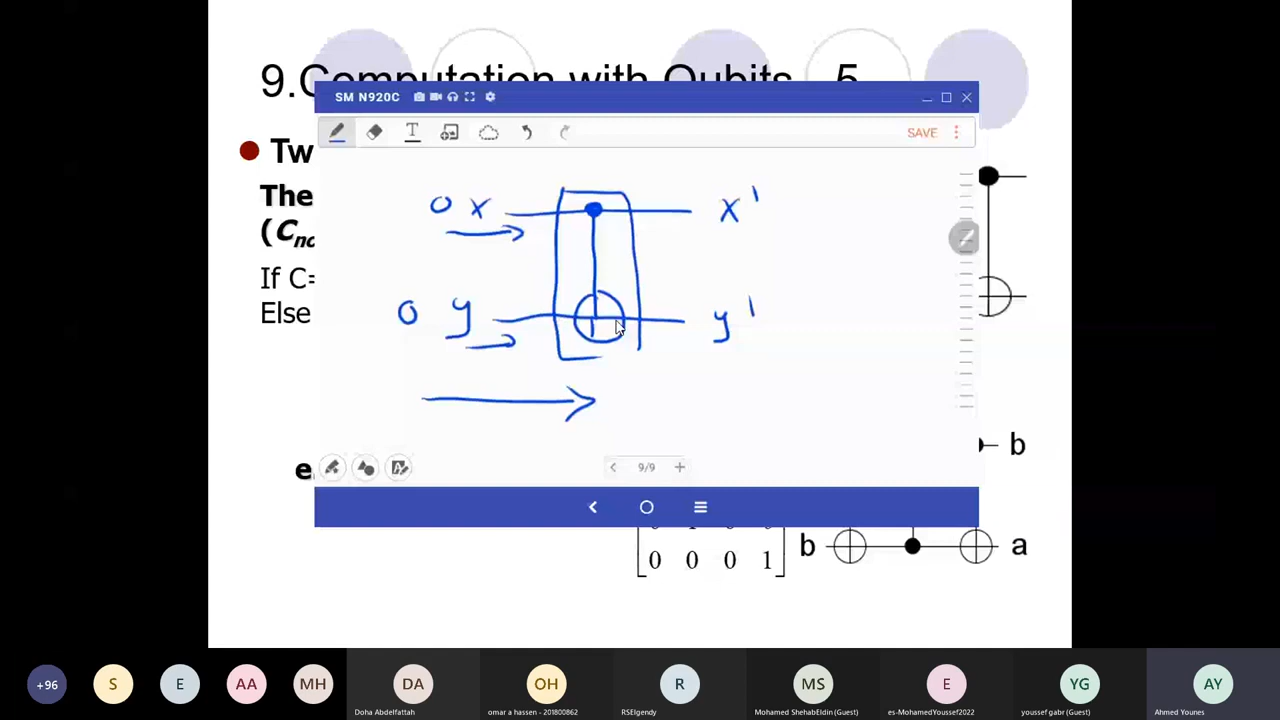 9.Computation with Qubits - 5
SM N920C
SAVE
Tw
The
(Cno
If C=
Else
0 x x'
0 y y'
9/9
b
e.
0 0 0 1
b a
+96 S E AA MH DA OH R MS E YG AY
Doha Abdelfattah omar a hassen - 201800862 RSElgendy Mohamed ShehabEldin (Guest) es-MohamedYoussef2022 youssef gabr (Guest) Ahmed Younes